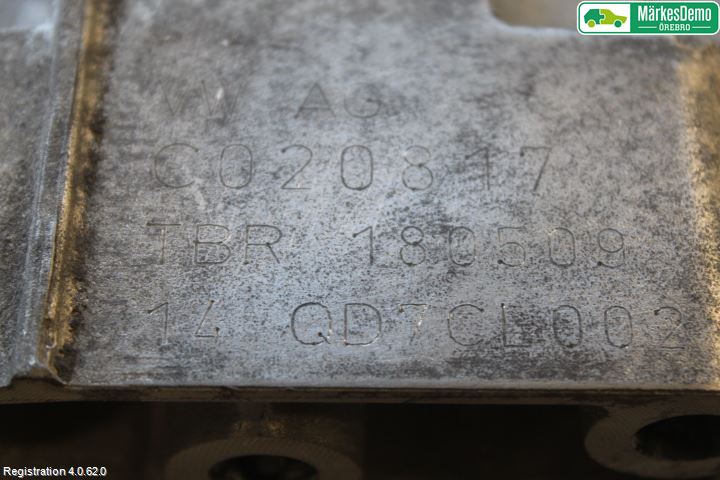 MärkesDemo
ÖREBRO
VW AG
C020817
TBR 180509
14 QD7CL002
Registration 4.0.62.0